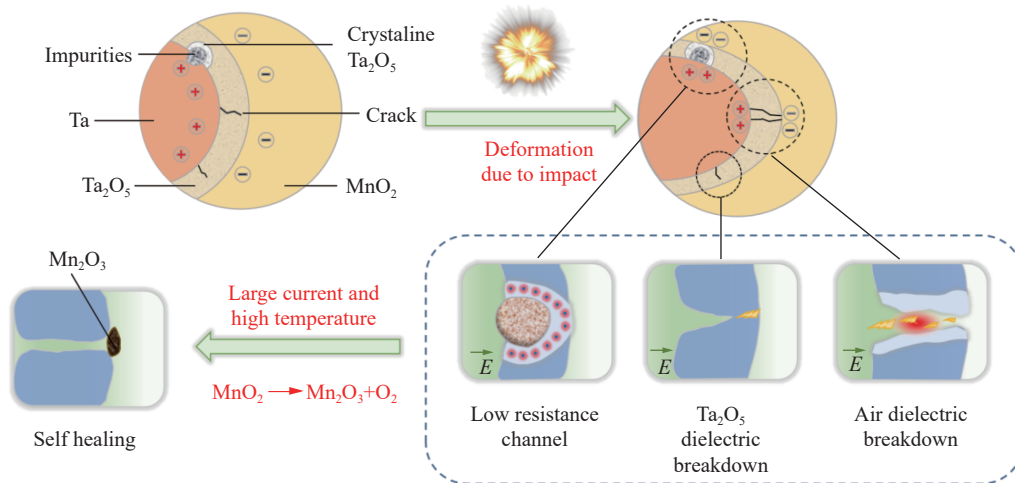 Impurities
Crystaline
Ta₂O₅
Ta
Crack
Ta₂O₅
MnO₂
Deformation
due to impact
Mn₂O₃
Large current and
high temperature
MnO₂ → Mn₂O₃+O₂
Self healing
E
Low resistance
channel
E
Ta₂O₅
dielectric
breakdown
E
Air dielectric
breakdown